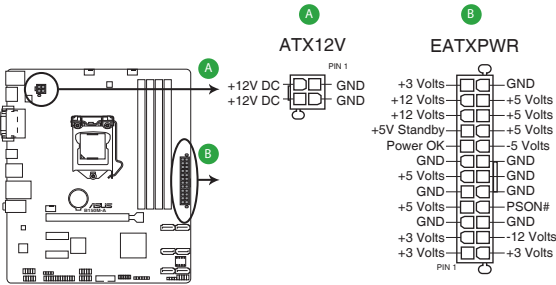 A
B
ATX12V
EATXPWR
PIN 1
A
+12V DC GND
+12V DC GND
+3 Volts GND
+12 Volts +5 Volts
+12 Volts +5 Volts
+5V Standby +5 Volts
Power OK -5 Volts
GND GND
+5 Volts GND
GND GND
+5 Volts PSON#
GND GND
+3 Volts -12 Volts
+3 Volts +3 Volts
PIN 1
B
ASUS
B150M-A